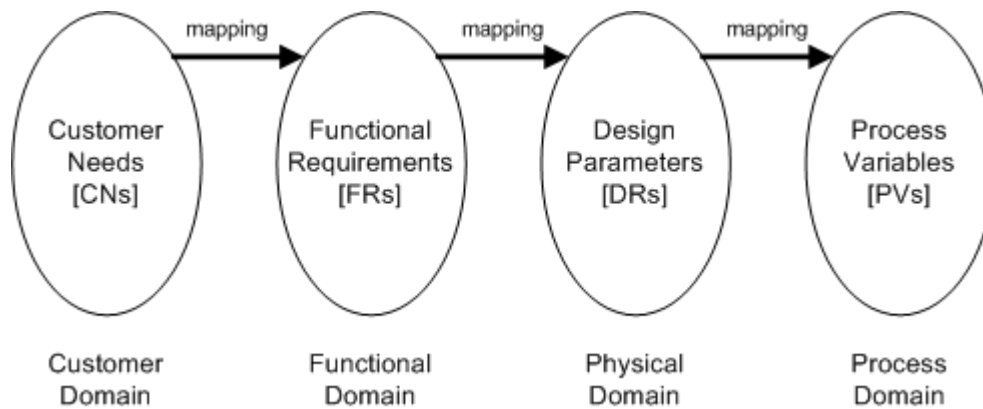 mapping
mapping
mapping
Customer
Needs
[CNs]
Functional
Requirements
[FRs]
Design
Parameters
[DRs]
Process
Variables
[PVs]
Customer
Domain
Functional
Domain
Physical
Domain
Process
Domain